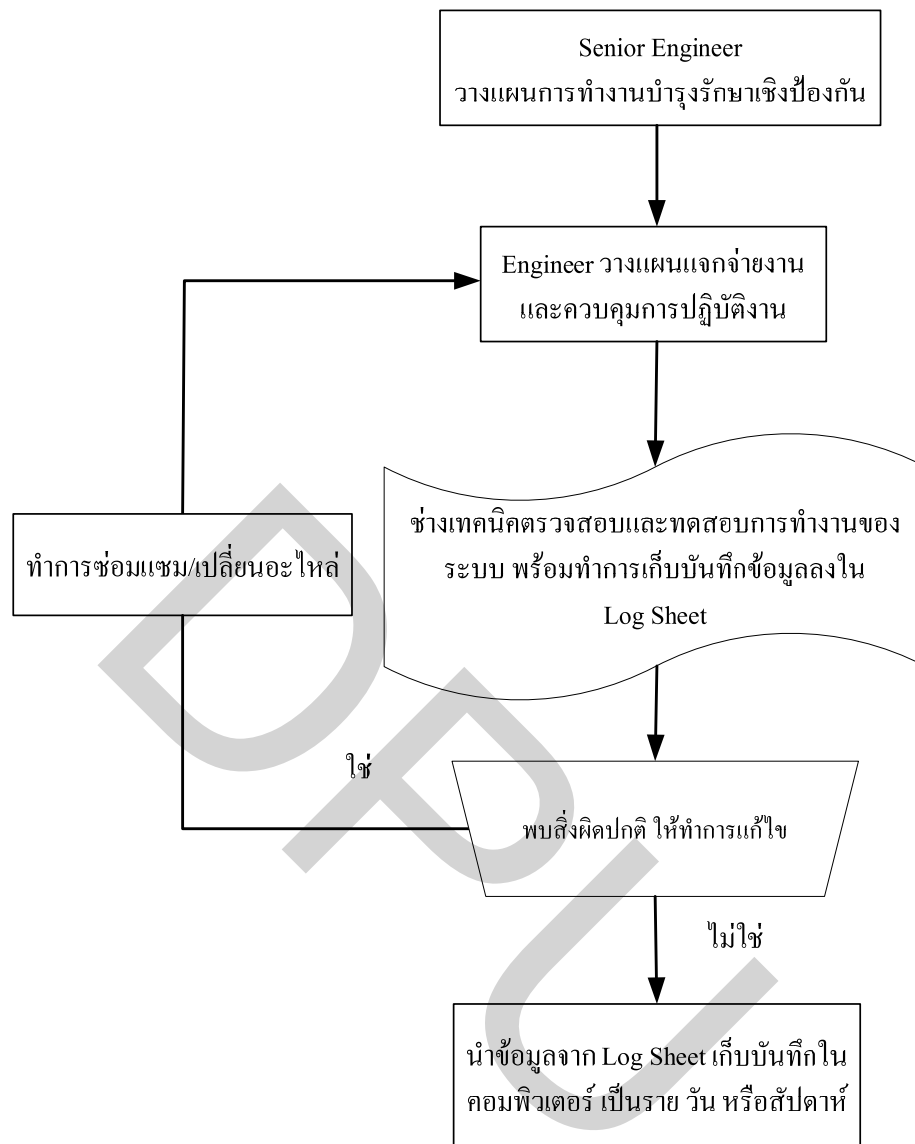 Senior Engineer
วางแผนการทำงานบำรุงรักษาเชิงป้องกัน
Engineer วางแผนแจกจ่ายงาน
และควบคุมการปฏิบัติงาน
ช่างเทคนิคตรวจสอบและทดสอบการทำงานของ
ระบบ พร้อมทำการเก็บบันทึกข้อมูลลงใน
Log Sheet
ทำการซ่อมแซม/เปลี่ยนอะไหล่
ใช่
พบสิ่งผิดปกติ ให้ทำการแก้ไข
ไม่ใช่
นำข้อมูลจาก Log Sheet เก็บบันทึกใน
คอมพิวเตอร์ เป็นราย วัน หรือสัปดาห์
DPU